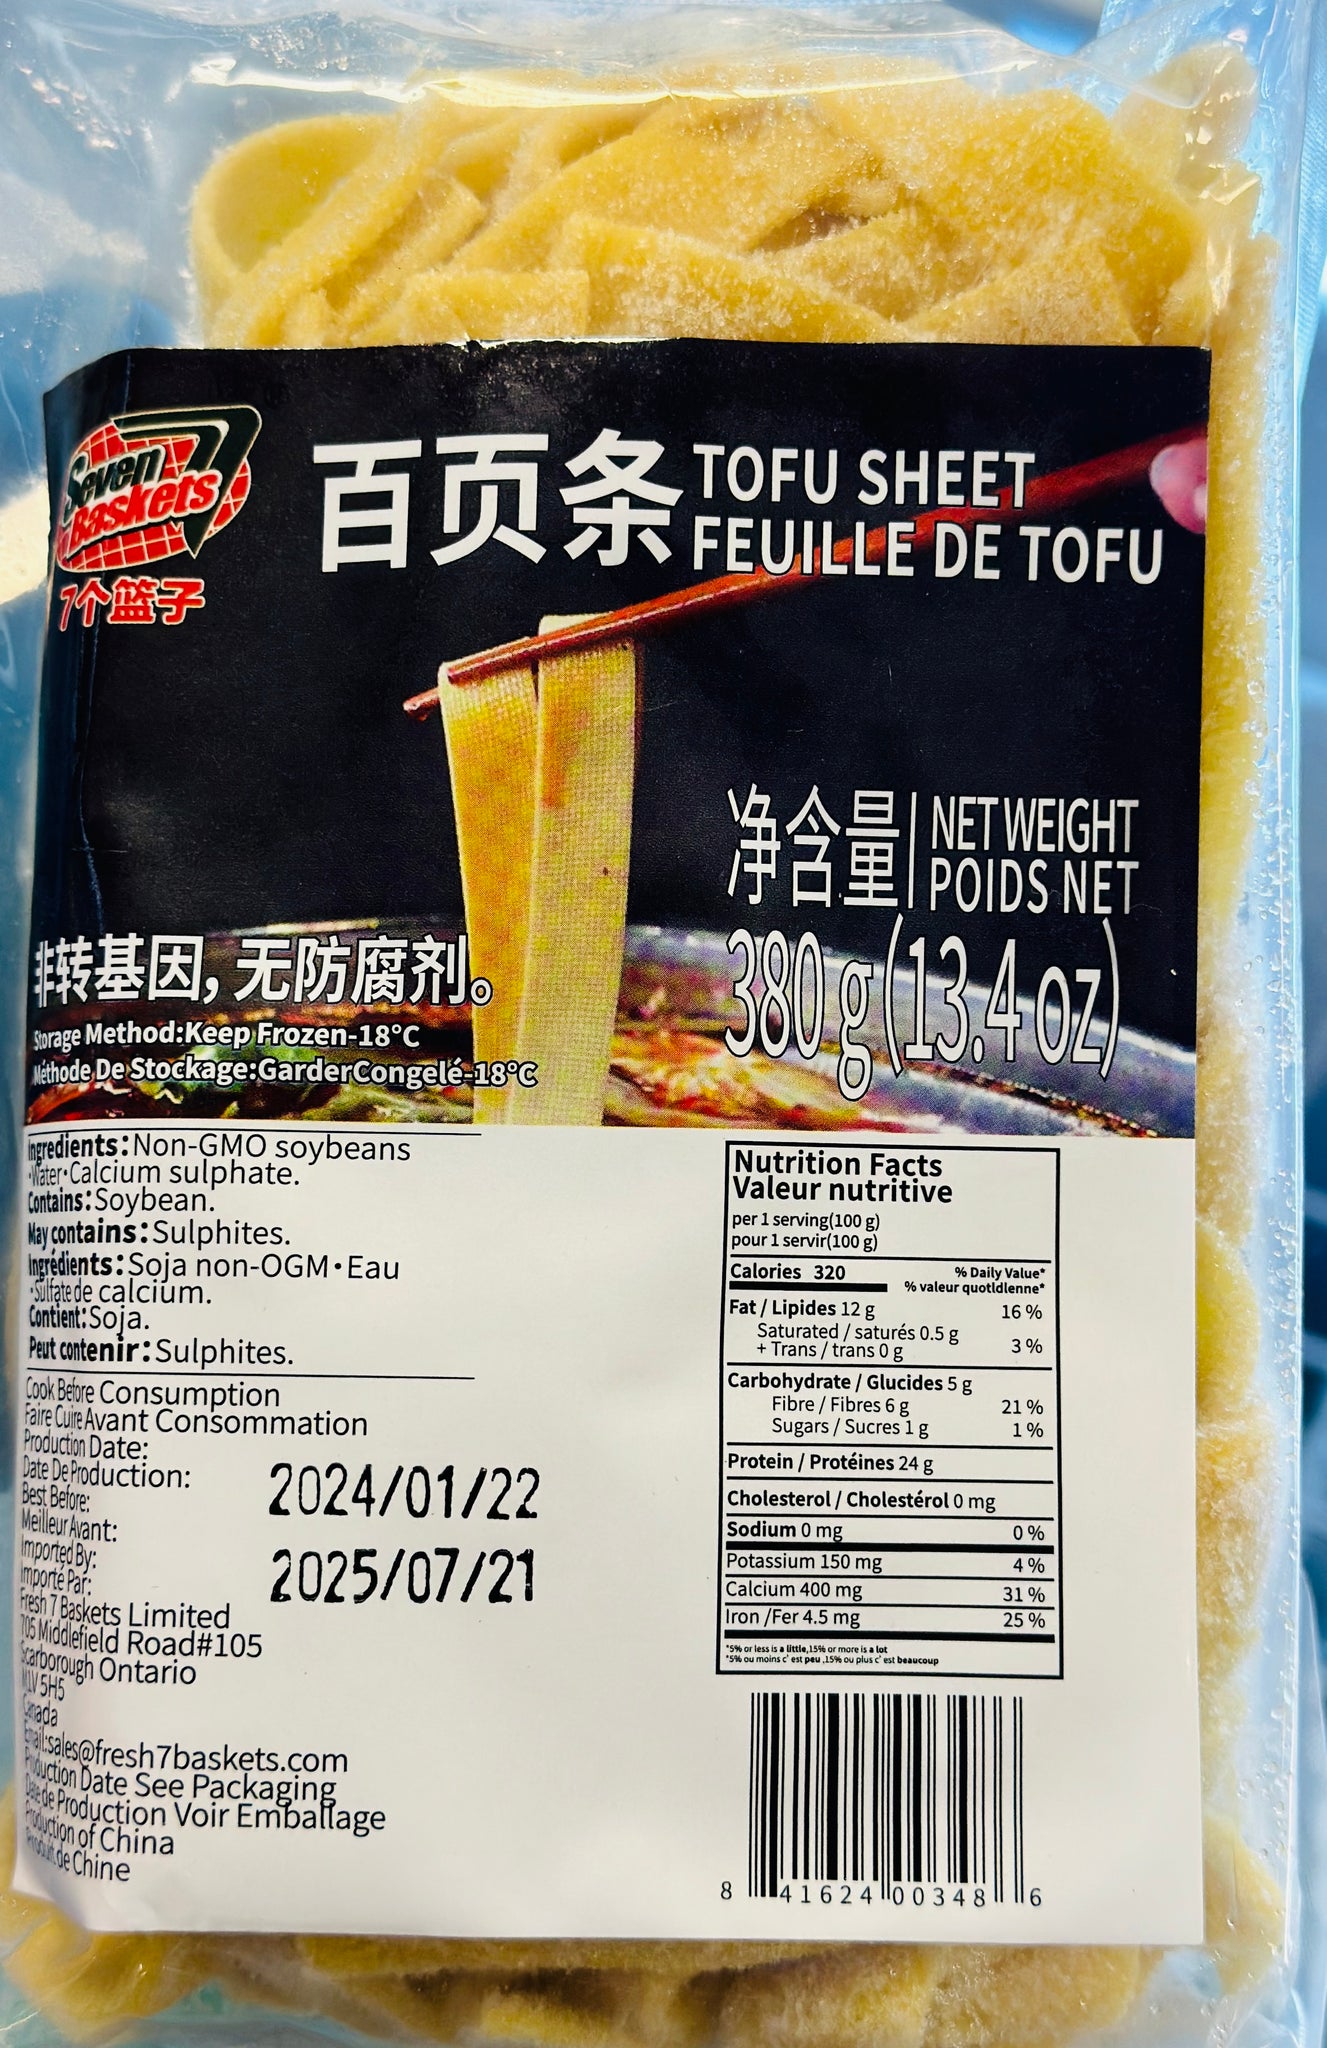 Seven
Baskets
7个篮子
百页条
TOFU SHEET
FEUILLE DE TOFU
净含量
NET WEIGHT
POIDS NET
380 g (13.4 oz)
非转基因,无防腐剂。
Storage Method:Keep Frozen-18°C
Méthode De Stockage:GarderCongelé-18°C
Ingredients:Non-GMO soybeans
·Water·Calcium sulphate.
Contains:Soybean.
May contains:Sulphites.
Ingrédients:Soja non-OGM·Eau
·Sulfate de calcium.
Contient:Soja.
Peut contenir:Sulphites.
Cook Before Consumption
Faire Cuire Avant Consommation
Production Date:
Date De Production:
2024/01/22
Best Before:
Meilleur Avant:
2025/07/21
Imported By:
Importé Par:
Fresh 7 Baskets Limited
705 Middlefield Road#105
Scarborough Ontario
M1V 5H5
Canada
Email:sales@fresh7baskets.com
Production Date See Packaging
Date de Production Voir Emballage
Production of China
Produit de Chine
Nutrition Facts
Valeur nutritive
per 1 serving(100 g)
pour 1 servir(100 g)
Calories 320
% Daily Value*
% valeur quotidienne*
Fat / Lipides 12 g 16 %
Saturated / saturés 0.5 g
+ Trans / trans 0 g 3 %
Carbohydrate / Glucides 5 g
Fibre / Fibres 6 g 21 %
Sugars / Sucres 1 g 1 %
Protein / Protéines 24 g
Cholesterol / Cholestérol 0 mg
Sodium 0 mg 0 %
Potassium 150 mg 4 %
Calcium 400 mg 31 %
Iron /Fer 4.5 mg 25 %
*5% or less is a little,15% or more is a lot
*5% ou moins c' est peu ,15% ou plus c' est beaucoup
8 41624 00348 6